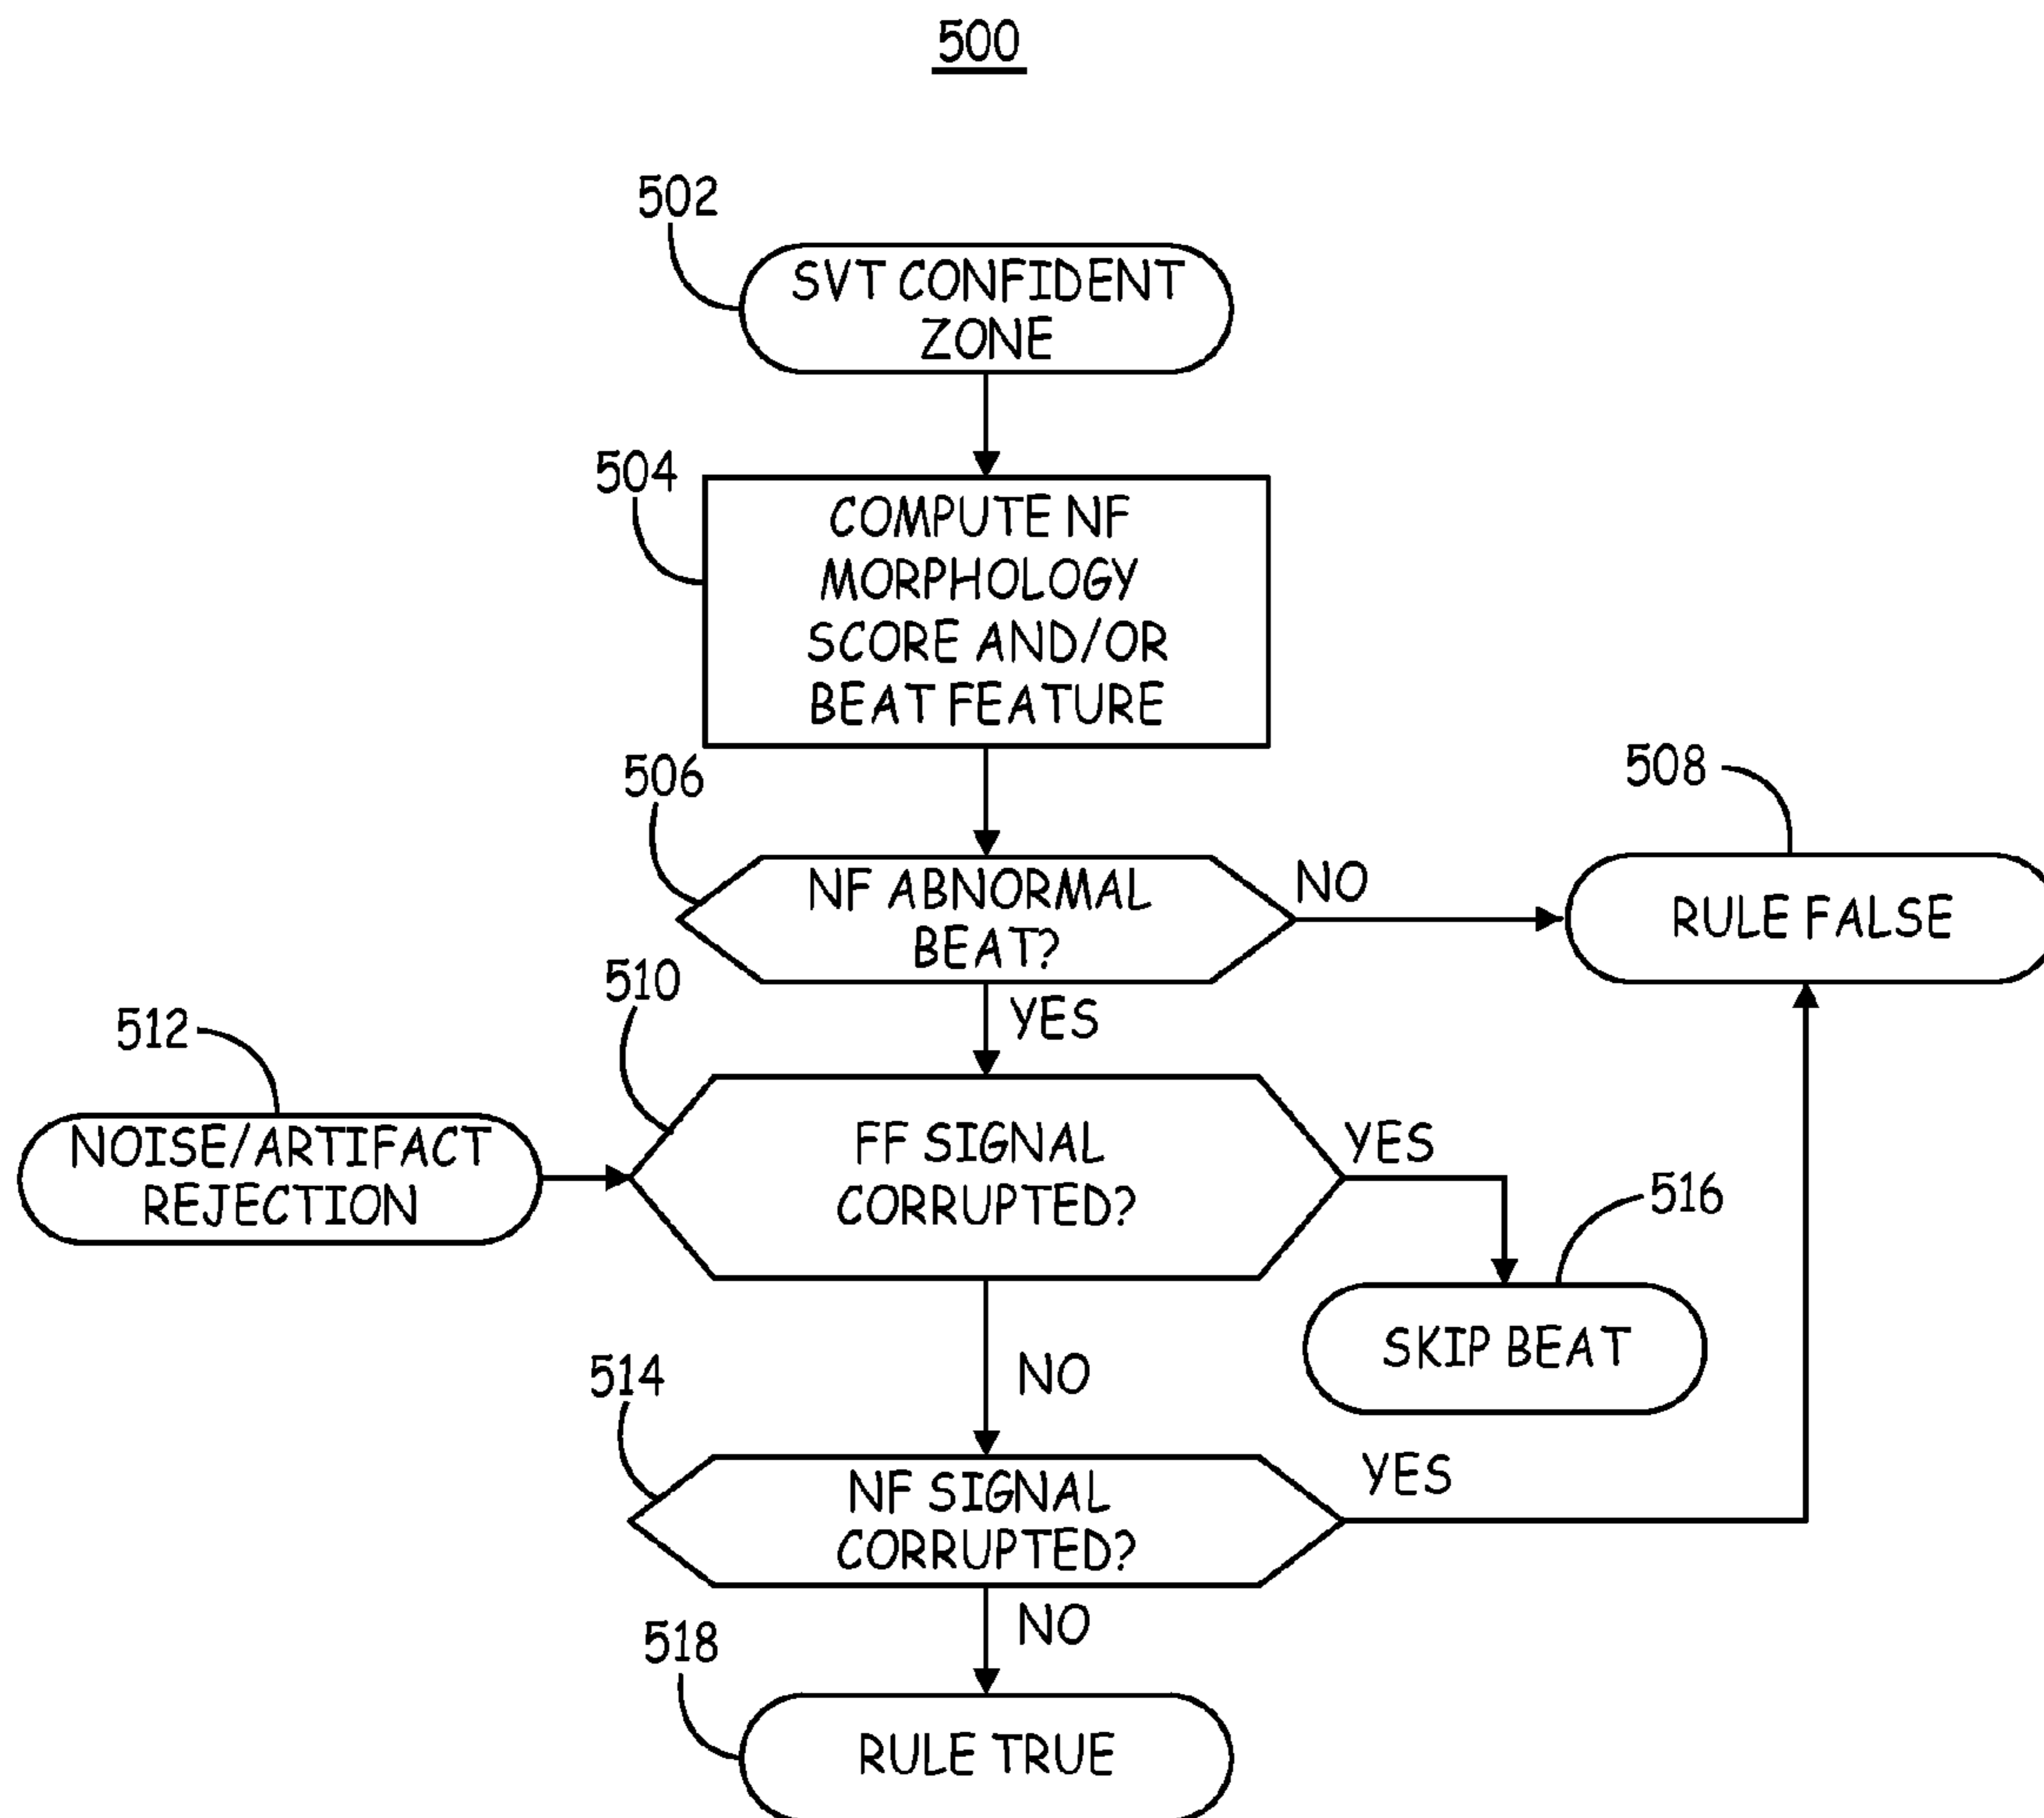 500
502
SVT CONFIDENT
ZONE
504
COMPUTE NF
MORPHOLOGY
SCORE AND/OR
BEAT FEATURE
506
NF ABNORMAL
BEAT?
NO
508
RULE FALSE
YES
510
512
NOISE/ARTIFACT
REJECTION
FF SIGNAL
CORRUPTED?
YES
516
SKIP BEAT
NO
514
NF SIGNAL
CORRUPTED?
YES
NO
518
RULE TRUE